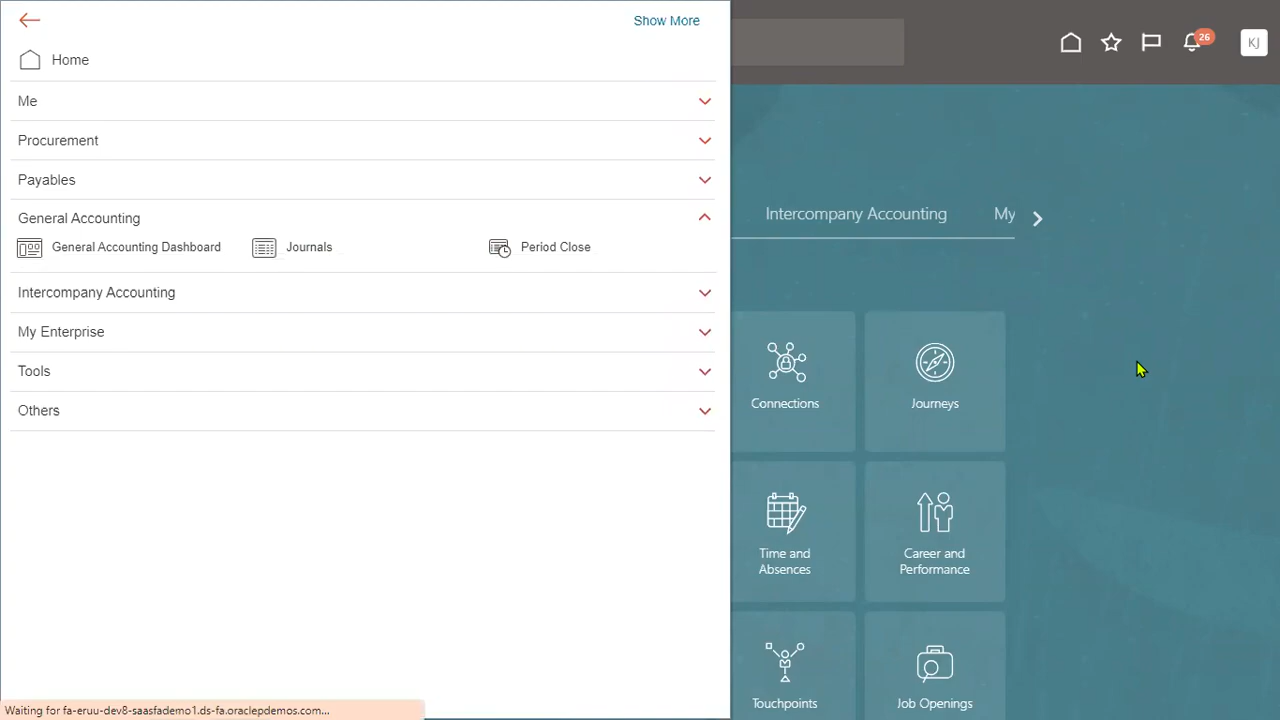 Show More
Home
Me
Procurement
Payables
General Accounting
General Accounting Dashboard
Journals
Period Close
Intercompany Accounting
My Enterprise
Tools
Others
26
KJ
Intercompany Accounting
My
Connections
Journeys
Time and
Absences
Career and
Performance
Touchpoints
Job Openings
Waiting for fa-eruu-dev8-saasfademo1.ds-fa.oraclepdemos.com...